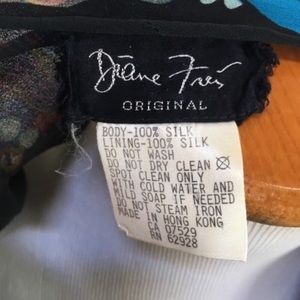 Diane Freis
ORIGINAL
BODY-100% SILK
LINING-100% SILK
DO NOT WASH
DO NOT DRY CLEAN
SPOT CLEAN ONLY
WITH COLD WATER AND
MILD SOAP IF NEEDED
DO NOT STEAM IRON
MADE IN HONG KONG
CA 07529
RN 62928